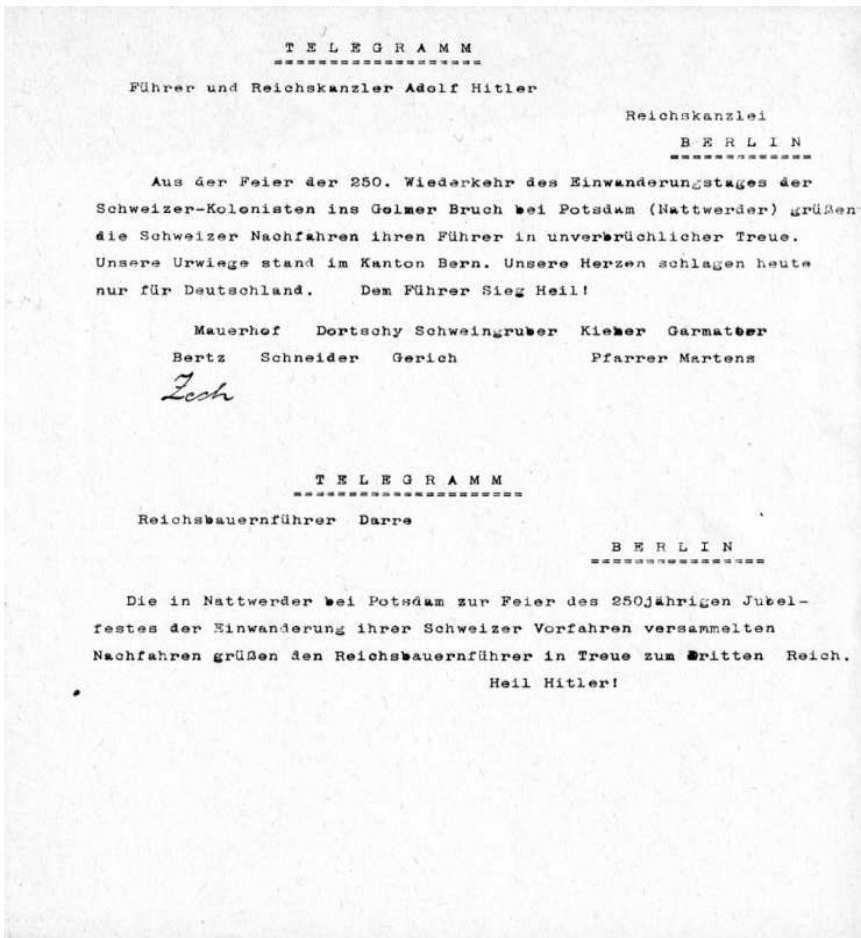 T E L E G R A M M
Führer und Reichskanzler Adolf Hitler
Reichskanzlei
B E R L I N
Aus der Feier der 250. Wiederkehr des Einwanderungstages der
Schweizer-Kolonisten ins Golmer Bruch bei Potsdam (Nattwerder) grüßen
die Schweizer Nachfahren ihren Führer in unverbrüchlicher Treue.
Unsere Urwiege stand im Kanton Bern. Unsere Herzen schlagen heute
nur für Deutschland. Dem Führer Sieg Heil!
Mauerhof Dortschy Schweingruber Kieher Garmatter
Bertz Schneider Gerich Pfarrer Martens
Zech
T E L E G R A M M
Reichsbauernführer Darre
B E R L I N
Die in Nattwerder bei Potsdam zur Feier des 250jährigen Jubel-
festes der Einwanderung ihrer Schweizer Vorfahren versammelten
Nachfahren grüßen den Reichsbauernführer in Treue zum Dritten Reich.
Heil Hitler!